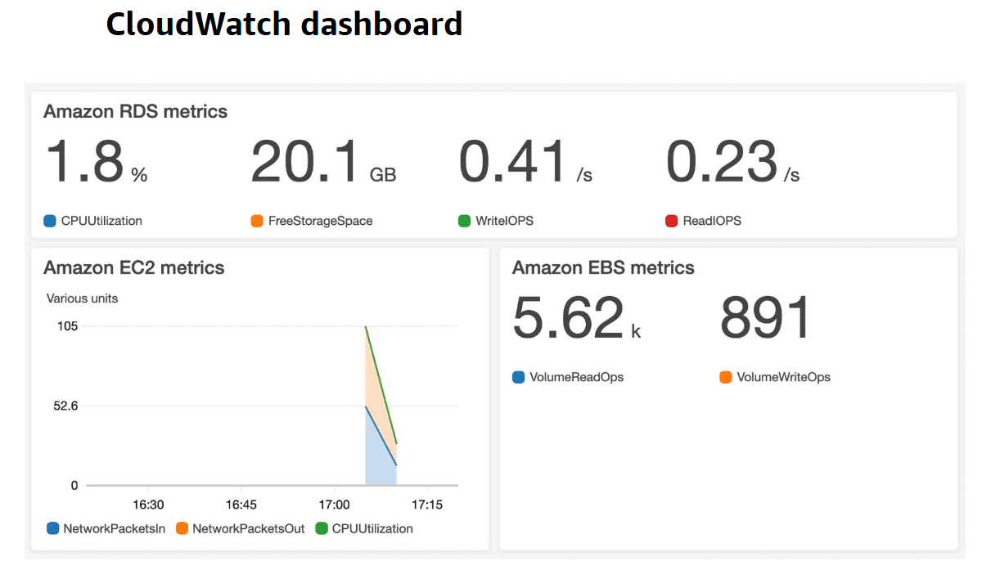 CloudWatch dashboard
Amazon RDS metrics
1.8 % 20.1 GB 0.41 /s 0.23 /s
CPUUtilization FreeStorageSpace WriteIOPS ReadIOPS
Amazon EC2 metrics
Various units
105
52.6
0
16:30 16:45 17:00 17:15
NetworkPacketsIn NetworkPacketsOut CPUUtilization
Amazon EBS metrics
5.62 k 891
VolumeReadOps VolumeWriteOps